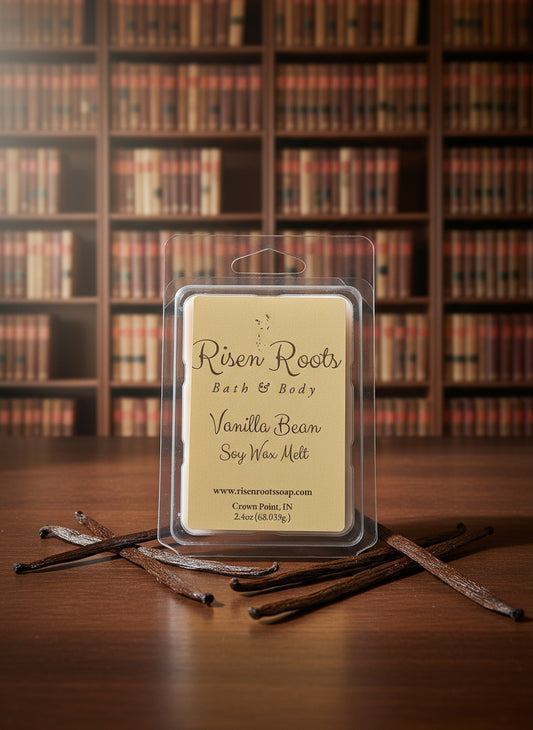 Risen Roots
Bath & Body
Vanilla Bean
Soy Wax Melt
www.risenrootssoap.com
Crown Point, IN
2.4oz (68.039g.)